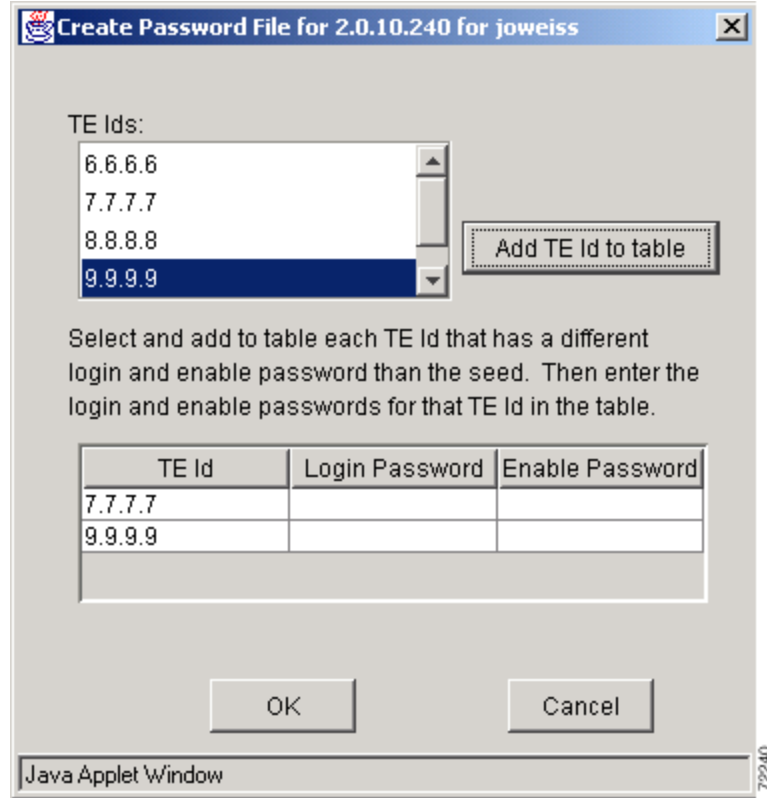 Create Password File for 2.0.10.240 for joweiss
TE Ids:
6.6.6.6
7.7.7.7
8.8.8.8
9.9.9.9
Add TE Id to table
Select and add to table each TE Id that has a different
login and enable password than the seed.  Then enter the
login and enable passwords for that TE Id in the table.
TE Id Login Password Enable Password
7.7.7.7
9.9.9.9
OK Cancel
Java Applet Window
72240